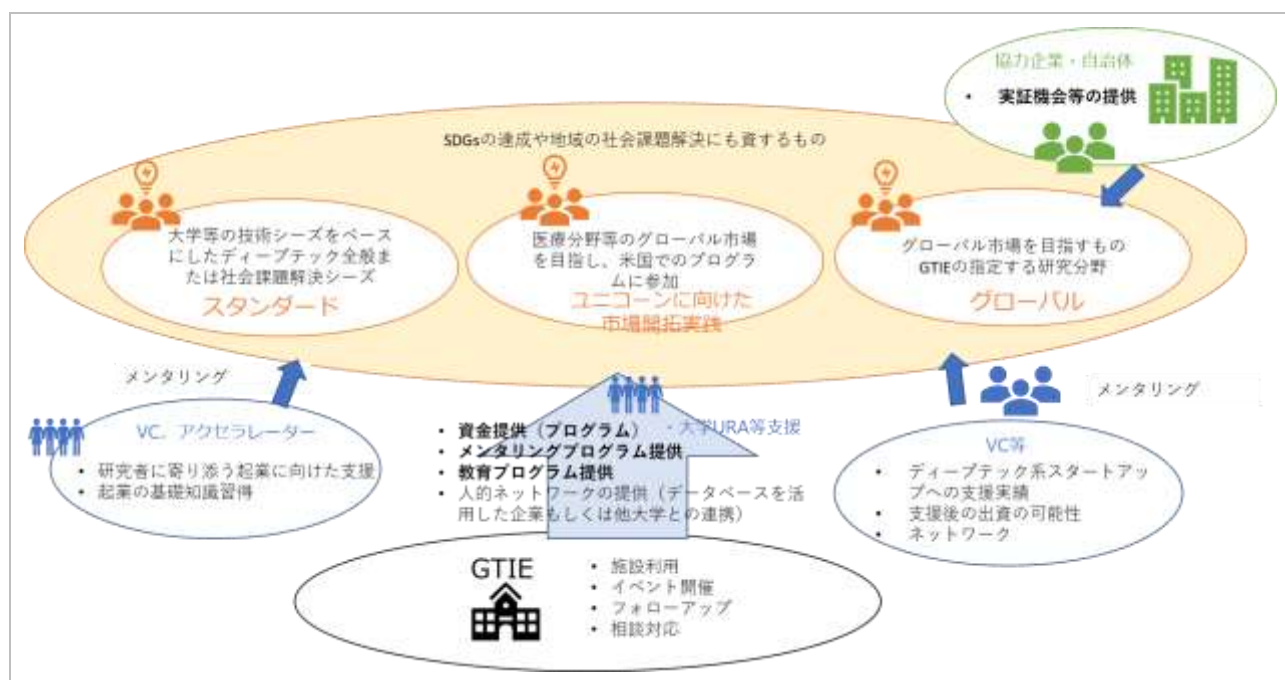 協力企業・自治体
• 実証機会等の提供
SDGsの達成や地域の社会課題解決にも資するもの
大学等の技術シーズをベース
にしたディープテック全般ま
たは社会課題解決シーズ
スタンダード
医療分野等のグローバル市場
を目指し、米国でのプログラ
ムに参加
ユニコーンに向けた
市場開拓実践
グローバル市場を目指すもの
GTIEの指定する研究分野
グローバル
メンタリング
VC、アクセラレーター
• 研究者に寄り添う起業に向けた支援
• 起業の基礎知識習得
• 資金提供（プログラム）
・大学URA等支援
• メンタリングプログラム提供
• 教育プログラム提供
• 人的ネットワークの提供（データベースを活
用した企業もしくは他大学との連携）
メンタリング
VC等
• ディープテック系スタートアッ
プへの支援実績
• 支援後の出資の可能性
• ネットワーク
GTIE
• 施設利用
• イベント開催
• フォローアップ
• 相談対応